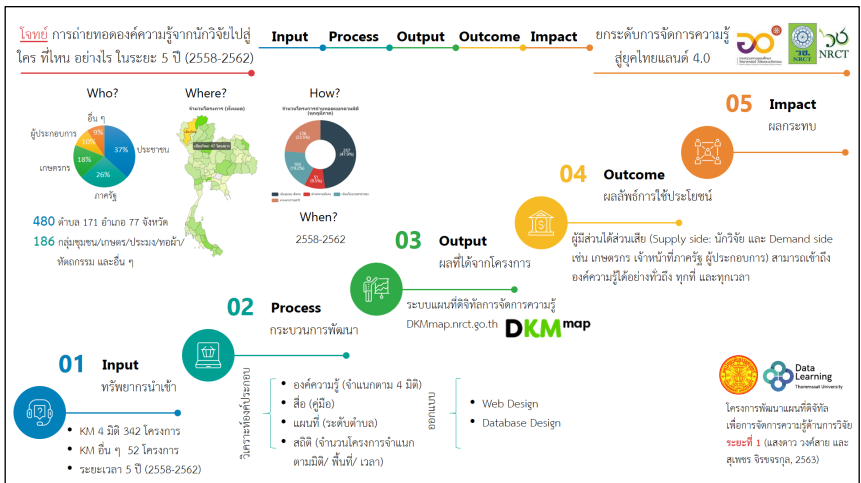 โจทย์ การถ่ายทอดองค์ความรู้จากนักวิจัยไปสู่
ใคร ที่ไหน อย่างไร ในระยะ 5 ปี (2558-2562)
Input
Process
Output
Outcome
Impact
ยกระดับการจัดการความรู้
สู่ยุคไทยแลนด์ 4.0
วช.
NRCT
NRCT
Who?
อื่น ๆ
ผู้ประกอบการ
9%
10%
37%
ประชาชน
เกษตรกร
18%
26%
ภาครัฐ
Where?
จำนวนโครงการ (ทั้งหมด)
How?
When?
2558-2562
480 ตำบล 171 อำเภอ 77 จังหวัด
186 กลุ่มชุมชน/เกษตร/ประมง/ทอผ้า/
หัตถกรรม และอื่น ๆ
05 Impact
ผลกระทบ
04 Outcome
ผลลัพธ์การใช้ประโยชน์
ผู้มีส่วนได้ส่วนเสีย (Supply side: นักวิจัย และ Demand side
เช่น เกษตรกร เจ้าหน้าที่ภาครัฐ ผู้ประกอบการ) สามารถเข้าถึง
องค์ความรู้ได้อย่างทั่วถึง ทุกที่ และทุกเวลา
03 Output
ผลที่ได้จากโครงการ
ระบบแผนที่ดิจิทัลการจัดการความรู้
DKMmap.nrct.go.th
DKM map
02 Process
กระบวนการพัฒนา
วิเคราะห์องค์ประกอบ
องค์ความรู้ (จำแนกตาม 4 มิติ)
สื่อ (คู่มือ)
แผนที่ (ระดับตำบล)
สถิติ (จำนวนโครงการจำแนก
ตามมิติ/ พื้นที่/ เวลา)
ออกแบบ
Web Design
Database Design
01 Input
ทรัพยากรนำเข้า
KM 4 มิติ 342 โครงการ
KM อื่น ๆ 52 โครงการ
ระยะเวลา 5 ปี (2558-2562)
Data
Learning
Thammasat University
โครงการพัฒนาแผนที่ดิจิทัล
เพื่อการจัดการความรู้ด้านการวิจัย
ระยะที่ 1 (แสงดาว วงค์สาย และ
สุเพชร จิรขจรกุล, 2563)